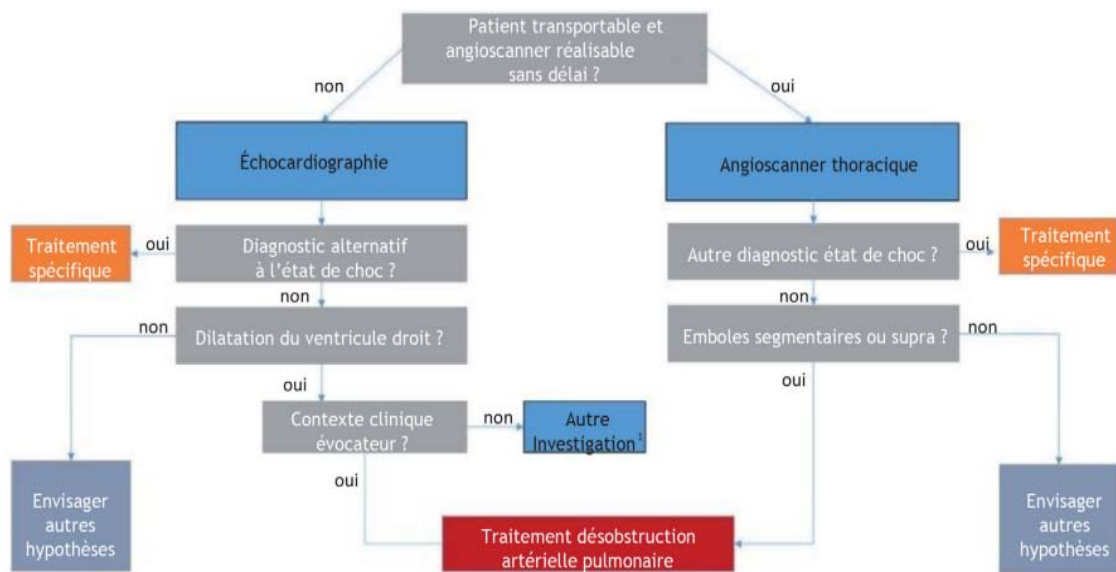 Patient transportable et
angioscanner réalisable
sans délai ?
non
oui
Échocardiographie
Angioscanner thoracique
Traitement
spécifique
oui
Diagnostic alternatif
à l'état de choc ?
Autre diagnostic état de choc ?
oui
Traitement
spécifique
non
non
non
Dilatation du ventricule droit ?
Emboles segmentaires ou supra ?
non
oui
oui
Contexte clinique
évocateur ?
non
Autre
Investigation1
oui
Envisager
autres
hypothèses
Traitement désobstruction
artérielle pulmonaire
Envisager
autres
hypothèses